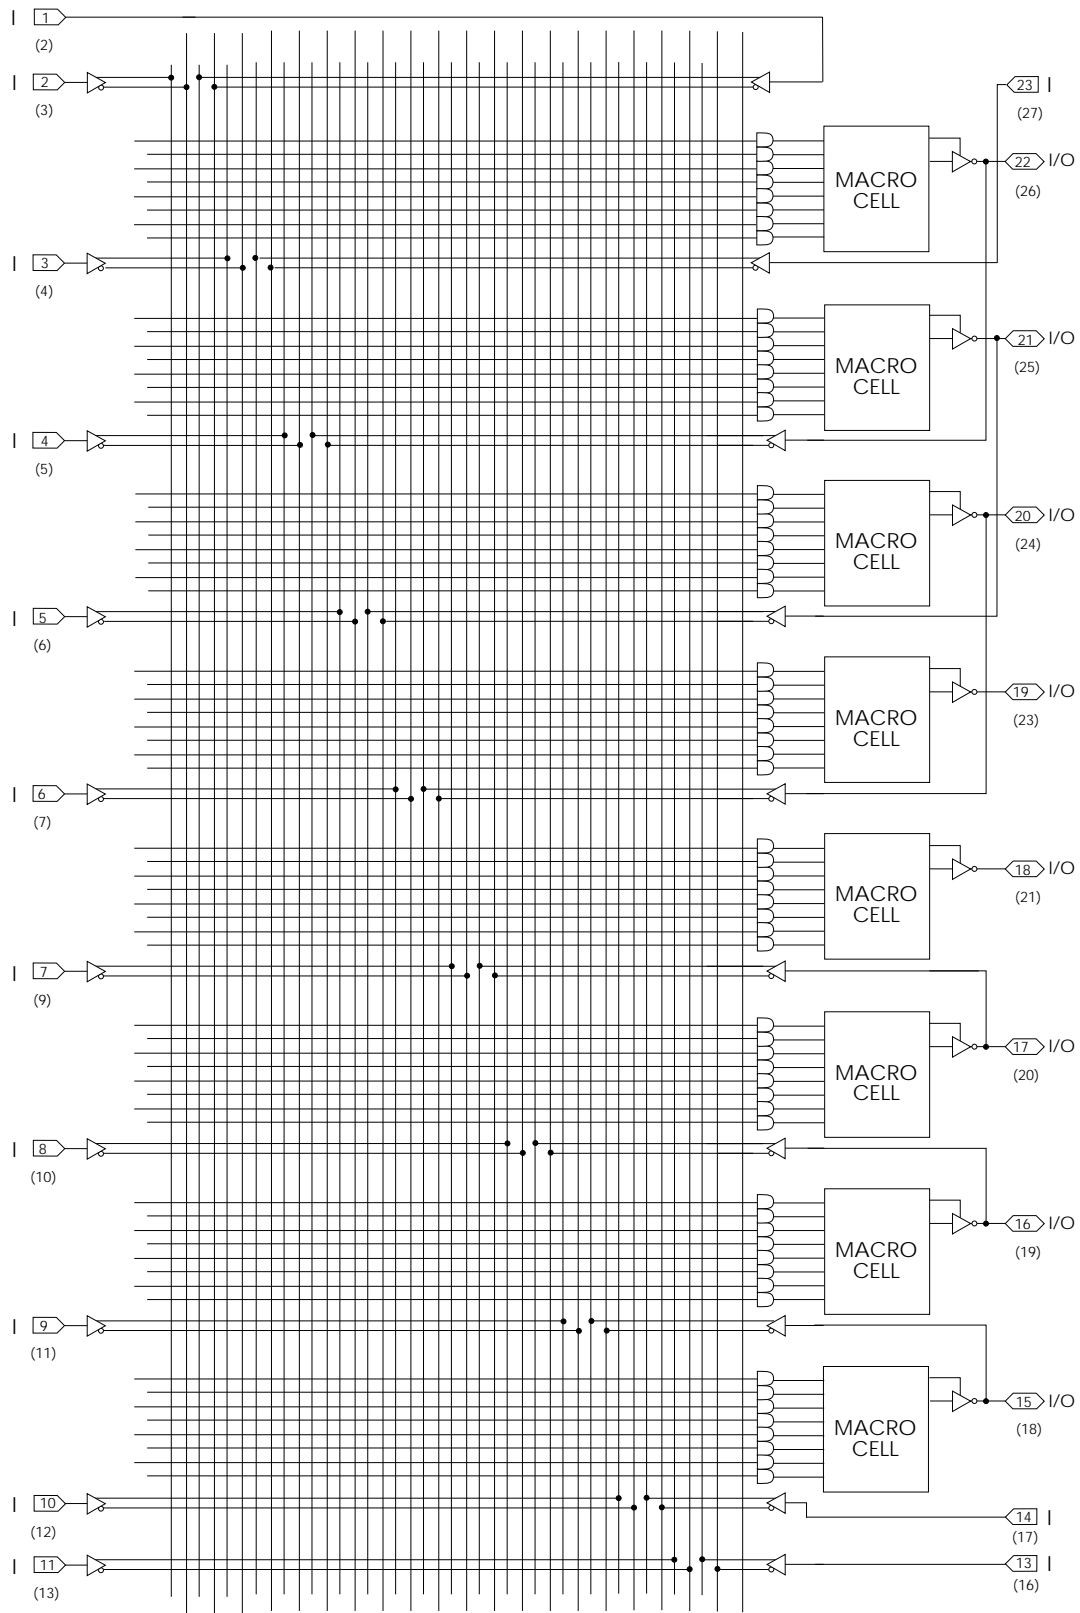 I 1
(2)
I 2
(3)
23 I
(27)
MACRO
CELL
22 I/O
(26)
I 3
(4)
MACRO
CELL
21 I/O
(25)
I 4
(5)
MACRO
CELL
20 I/O
(24)
I 5
(6)
MACRO
CELL
19 I/O
(23)
I 6
(7)
MACRO
CELL
18 I/O
(21)
I 7
(9)
MACRO
CELL
17 I/O
(20)
I 8
(10)
MACRO
CELL
16 I/O
(19)
I 9
(11)
MACRO
CELL
15 I/O
(18)
I 10
(12)
14 I
(17)
I 11
(13)
13 I
(16)